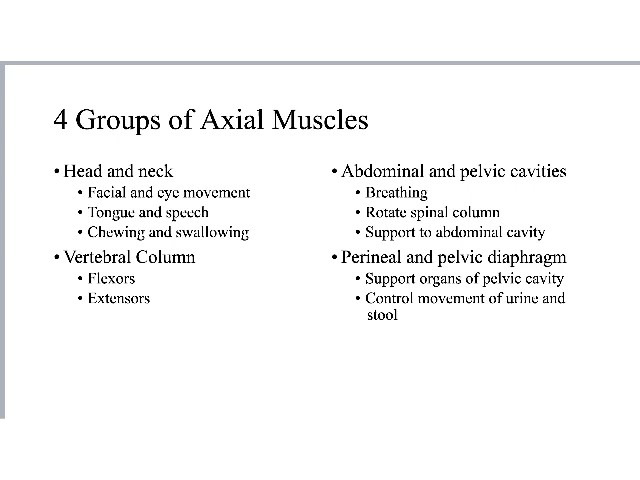 4 Groups of Axial Muscles
• Head and neck
• Facial and eye movement
• Tongue and speech
• Chewing and swallowing
• Vertebral Column
• Flexors
• Extensors
• Abdominal and pelvic cavities
• Breathing
• Rotate spinal column
• Support to abdominal cavity
• Perineal and pelvic diaphragm
• Support organs of pelvic cavity
• Control movement of urine and
stool